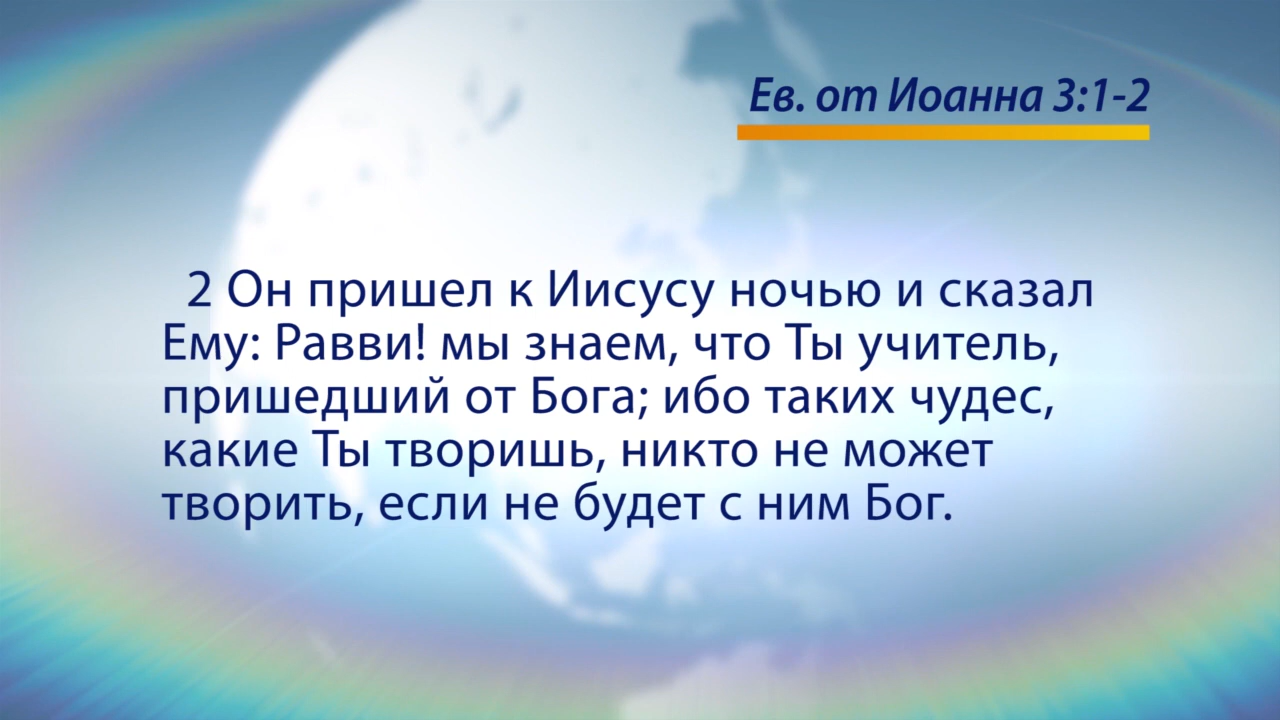 Ев. от Иоанна 3:1-2
2 Он пришел к Иисусу ночью и сказал
Ему: Равви! мы знаем, что Ты учитель,
пришедший от Бога; ибо таких чудес,
какие Ты творишь, никто не может
творить, если не будет с ним Бог.